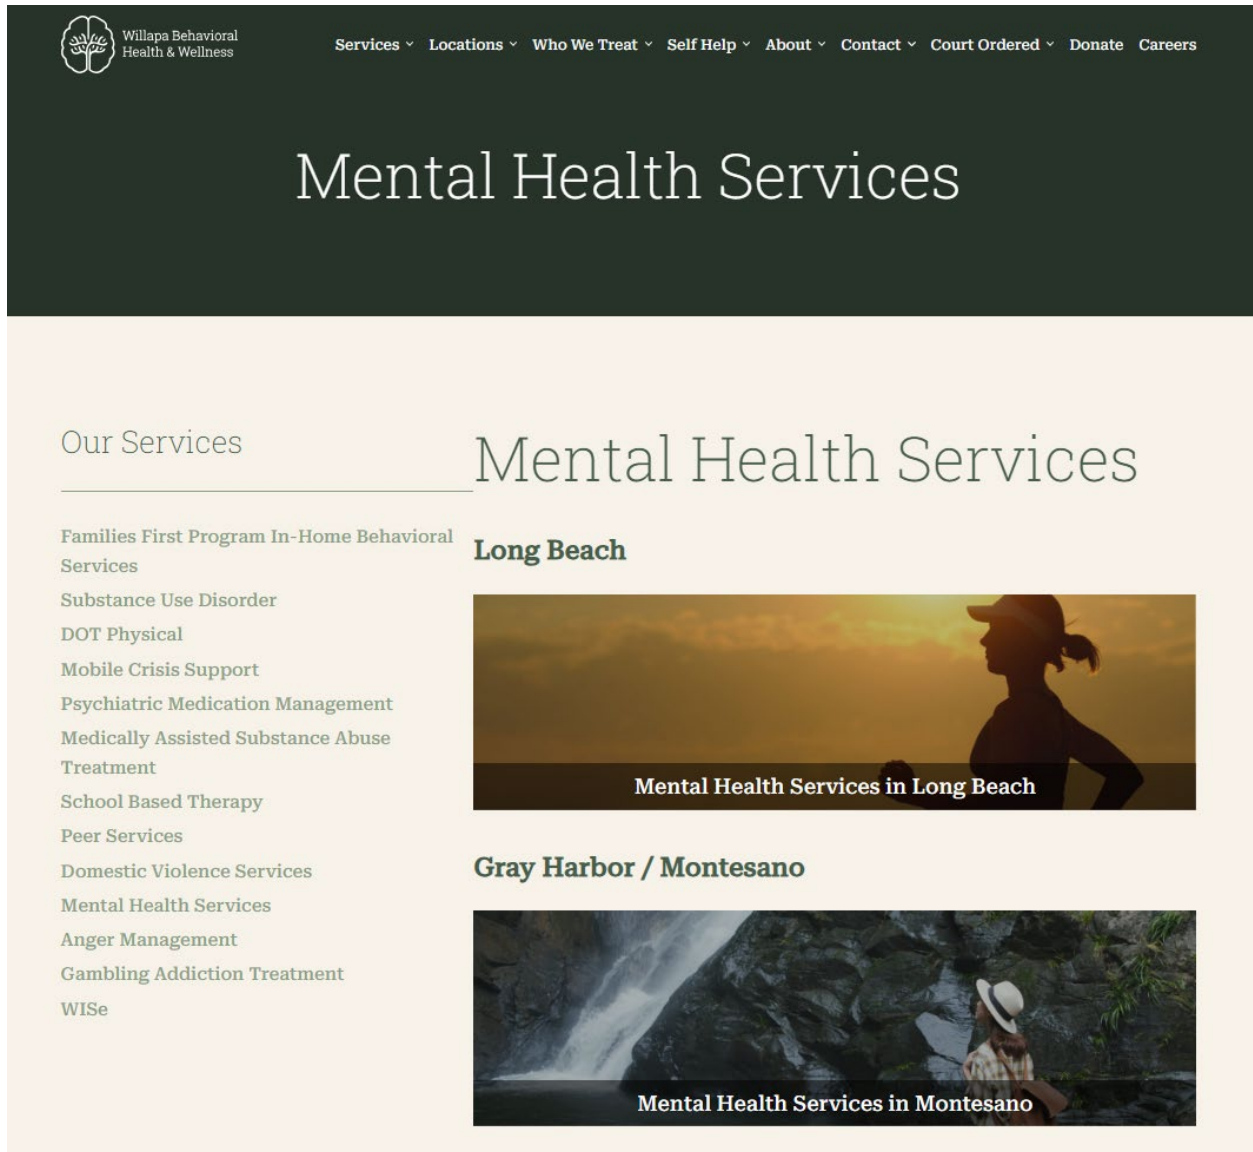 Willapa Behavioral
Health & Wellness
Services
Locations
Who We Treat
Self Help
About
Contact
Court Ordered
Donate
Careers
Mental Health Services
Our Services
Families First Program In-Home Behavioral
Services
Substance Use Disorder
DOT Physical
Mobile Crisis Support
Psychiatric Medication Management
Medically Assisted Substance Abuse
Treatment
School Based Therapy
Peer Services
Domestic Violence Services
Mental Health Services
Anger Management
Gambling Addiction Treatment
WISe
Mental Health Services
Long Beach
Mental Health Services in Long Beach
Gray Harbor / Montesano
Mental Health Services in Montesano